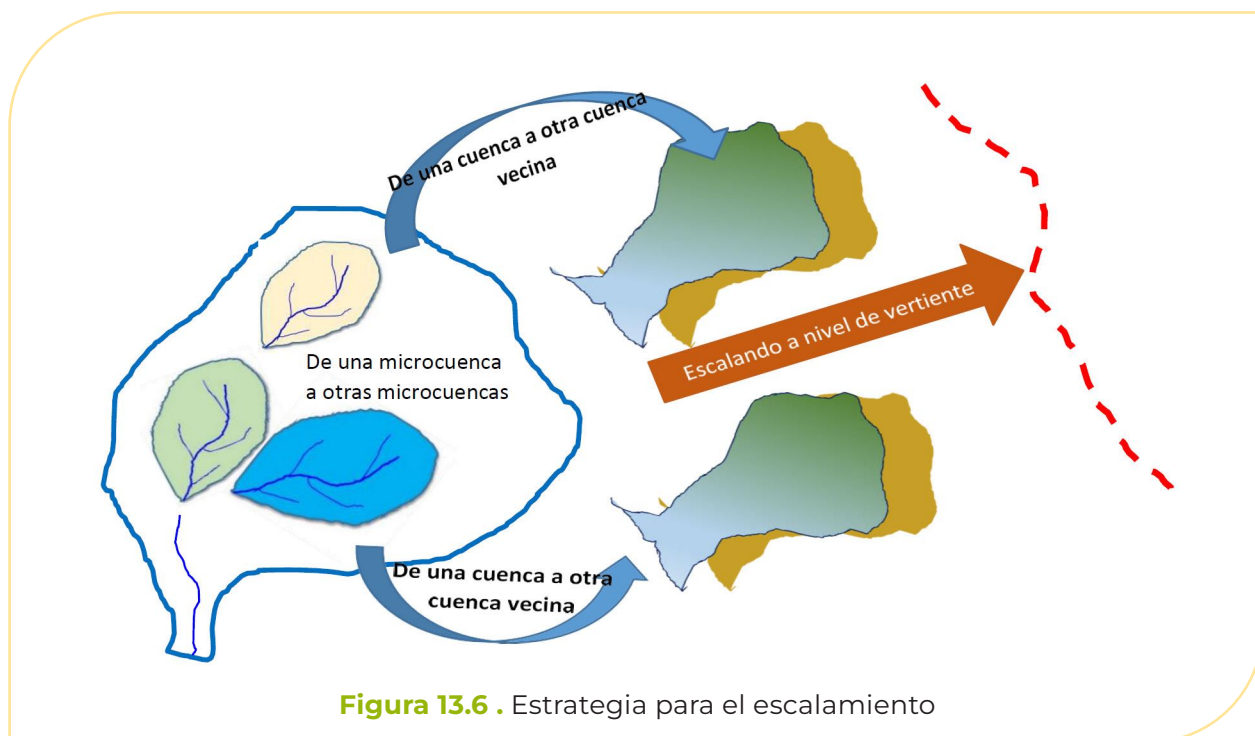 De una cuenca a otra cuenca
vecina
De una microcuenca
a otras microcuencas
Escalando a nivel de vertiente
De una cuenca a otra
cuenca vecina
Figura 13.6 . Estrategia para el escalamiento